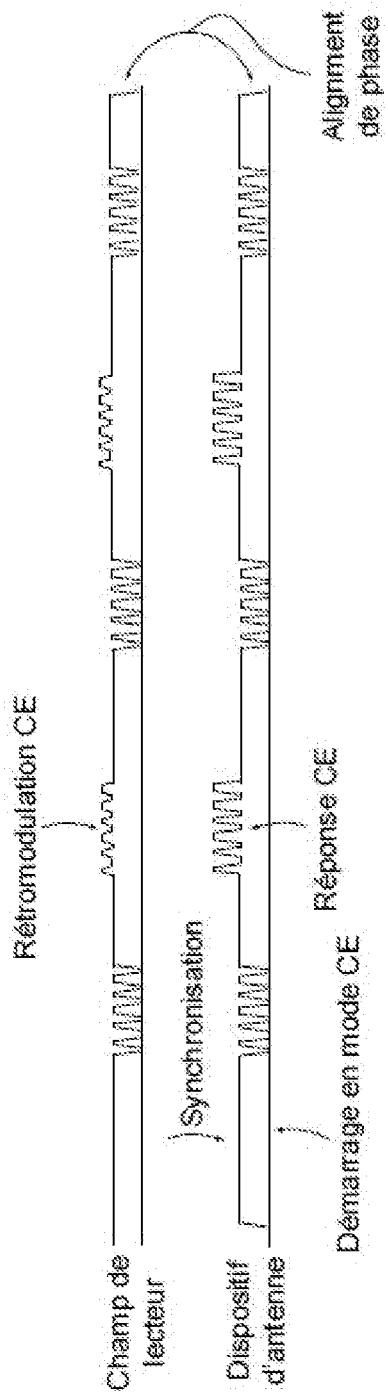 Rétromodulation CE
Champ de
lecteur
Synchronisation
Dispositif
d'antenne
Démarrage en mode CE
Réponse CE
Alignment
de phase